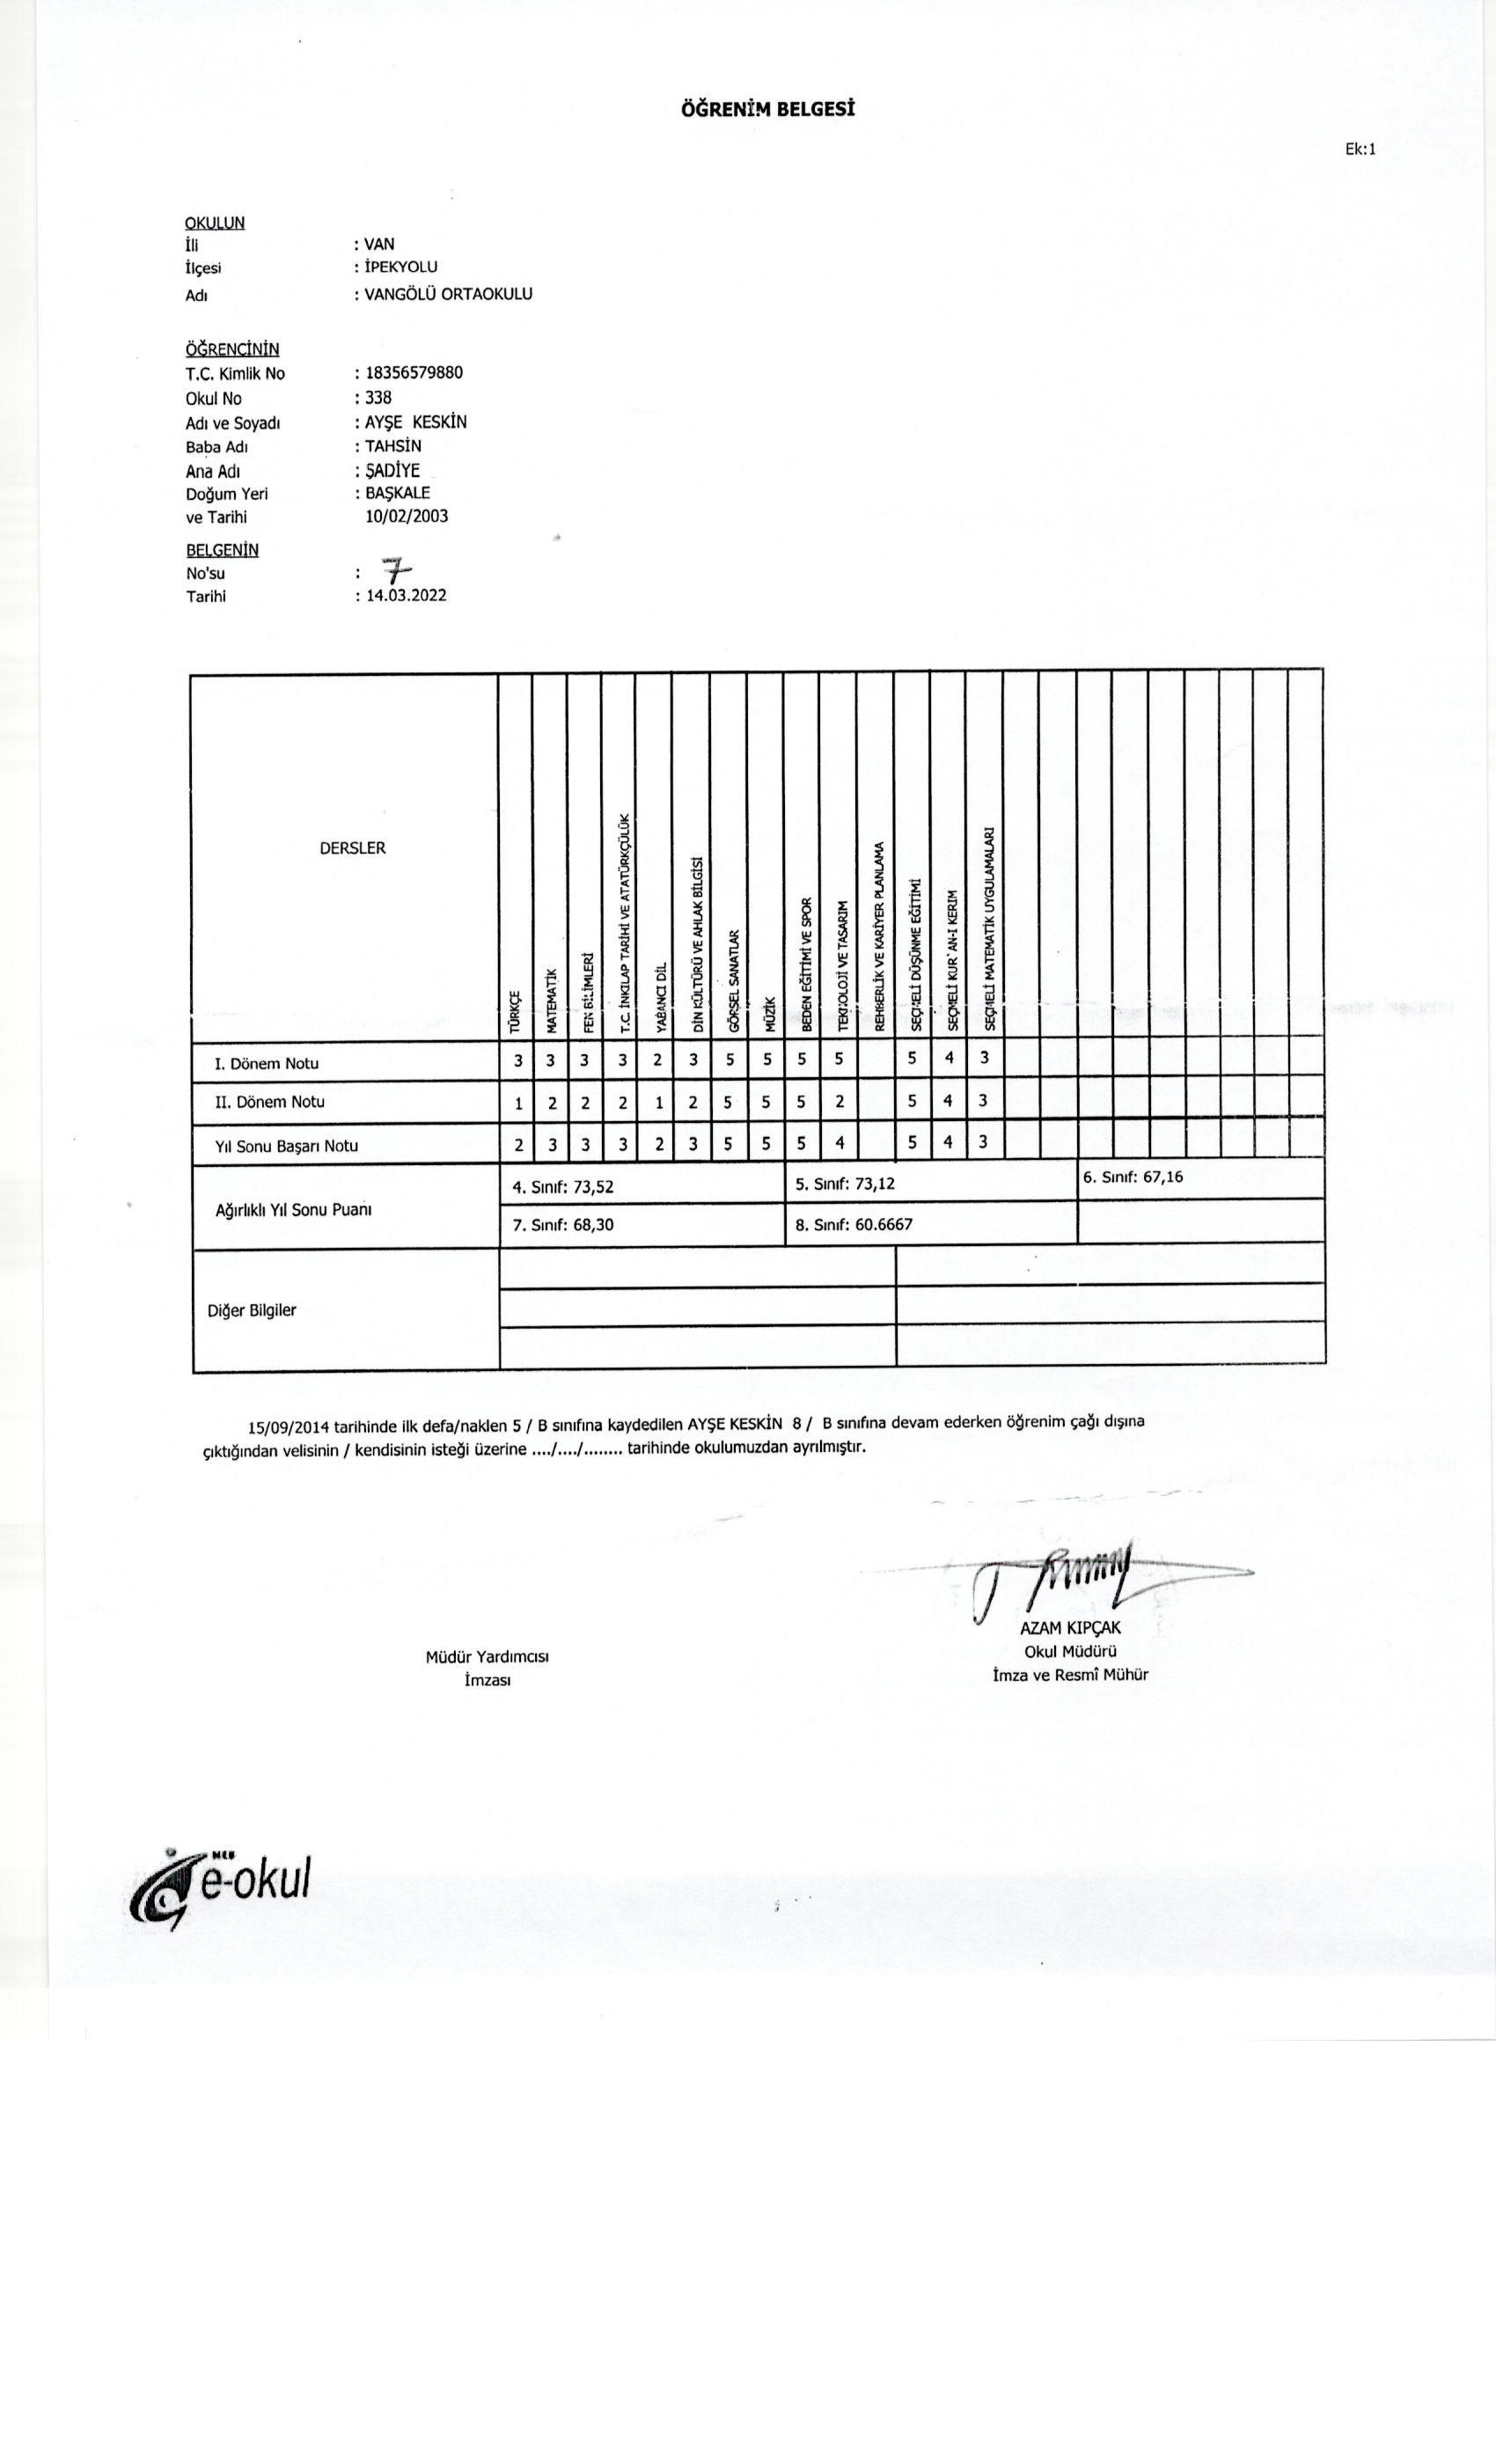 ÖĞRENİM BELGESİ
Ek:1
OKULUN
İli : VAN
İlçesi : İPEKYOLU
Adı : VANGÖLÜ ORTAOKULU
ÖĞRENCİNİN
T.C. Kimlik No : 18356579880
Okul No : 338
Adı ve Soyadı : AYŞE KESKİN
Baba Adı : TAHSİN
Ana Adı : ŞADİYE
Doğum Yeri : BAŞKALE
ve Tarihi 10/02/2003
BELGENİN
No'su : 7
Tarihi : 14.03.2022
DERSLER
TÜRKÇE
MATEMATİK
FEN BİLİMLERİ
T.C. İNKILAP TARİHİ VE ATATÜRKÇÜLÜK
YABANCI DİL
DİN KÜLTÜRÜ VE AHLAK BİLGİSİ
GÖRSEL SANATLAR
MÜZİK
BEDEN EĞİTİMİ VE SPOR
TEKNOLOJİ VE TASARIM
REHBERLİK VE KARİYER PLANLAMA
SEÇMELİ DÜŞÜNME EĞİTİMİ
SEÇMELİ KUR`AN-I KERIM
SEÇMELİ MATEMATİK UYGULAMALARI
I. Dönem Notu 3 3 3 3 2 3 5 5 5 5 5 4 3
II. Dönem Notu 1 2 2 2 1 2 5 5 5 2 5 4 3
Yıl Sonu Başarı Notu 2 3 3 3 2 3 5 5 5 4 5 4 3
Ağırlıklı Yıl Sonu Puanı
4. Sınıf: 73,52 5. Sınıf: 73,12 6. Sınıf: 67,16
7. Sınıf: 68,30 8. Sınıf: 60.6667
Diğer Bilgiler
15/09/2014 tarihinde ilk defa/naklen 5 / B sınıfına kaydedilen AYŞE KESKİN 8 / B sınıfına devam ederken öğrenim çağı dışına
çıktığından velisinin / kendisinin isteği üzerine ..../..../........ tarihinde okulumuzdan ayrılmıştır.
AZAM KIPÇAK
Müdür Yardımcısı Okul Müdürü
İmzası İmza ve Resmî Mühür
MEB
e-okul